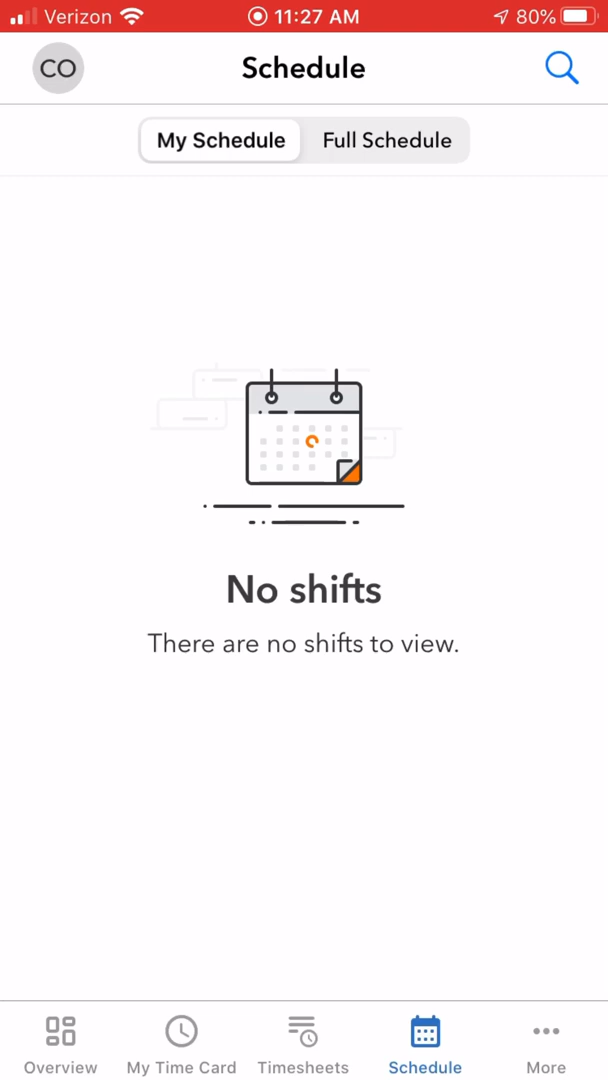 Verizon 11:27 AM 80%
CO Schedule
My Schedule Full Schedule
No shifts
There are no shifts to view.
Overview My Time Card Timesheets Schedule More